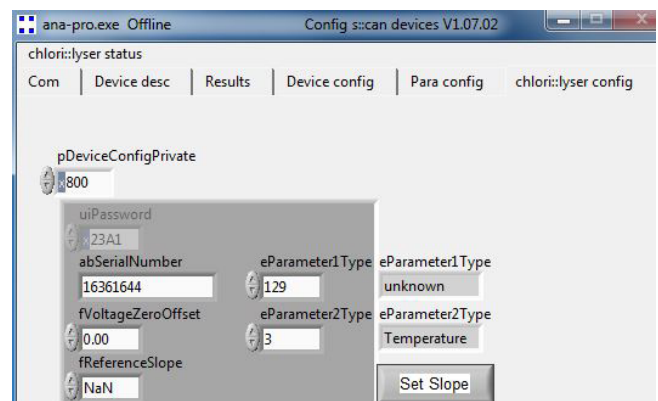 ana-pro.exe Offline Config s::can devices V1.07.02
chlori::lyser status
Com Device desc Results Device config Para config chlori::lyser config
pDeviceConfigPrivate
x800
uiPassword
x23A1
abSerialNumber eParameter1Type eParameter1Type
16361644 129 unknown
fVoltageZeroOffset eParameter2Type eParameter2Type
0.00 3 Temperature
fReferenceSlope
NaN Set Slope